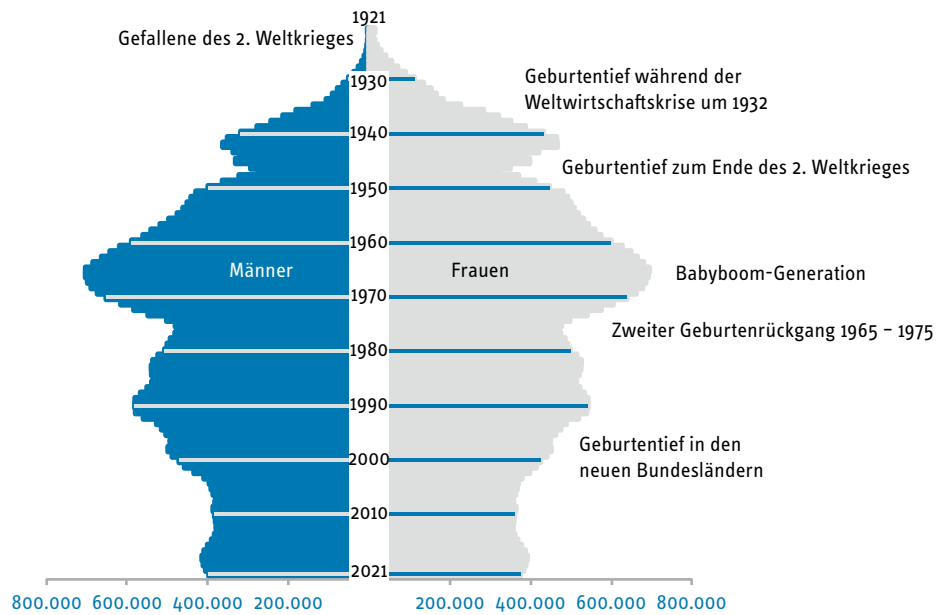 1921
Gefallene des 2. Weltkrieges
1930
Geburtentief während der
Weltwirtschaftskrise um 1932
1940
Geburtentief zum Ende des 2. Weltkrieges
1950
1960
Männer
Frauen
Babyboom-Generation
1970
Zweiter Geburtenrückgang 1965 – 1975
1980
1990
Geburtentief in den
neuen Bundesländern
2000
2010
2021
800.000 600.000 400.000 200.000 200.000 400.000 600.000 800.000